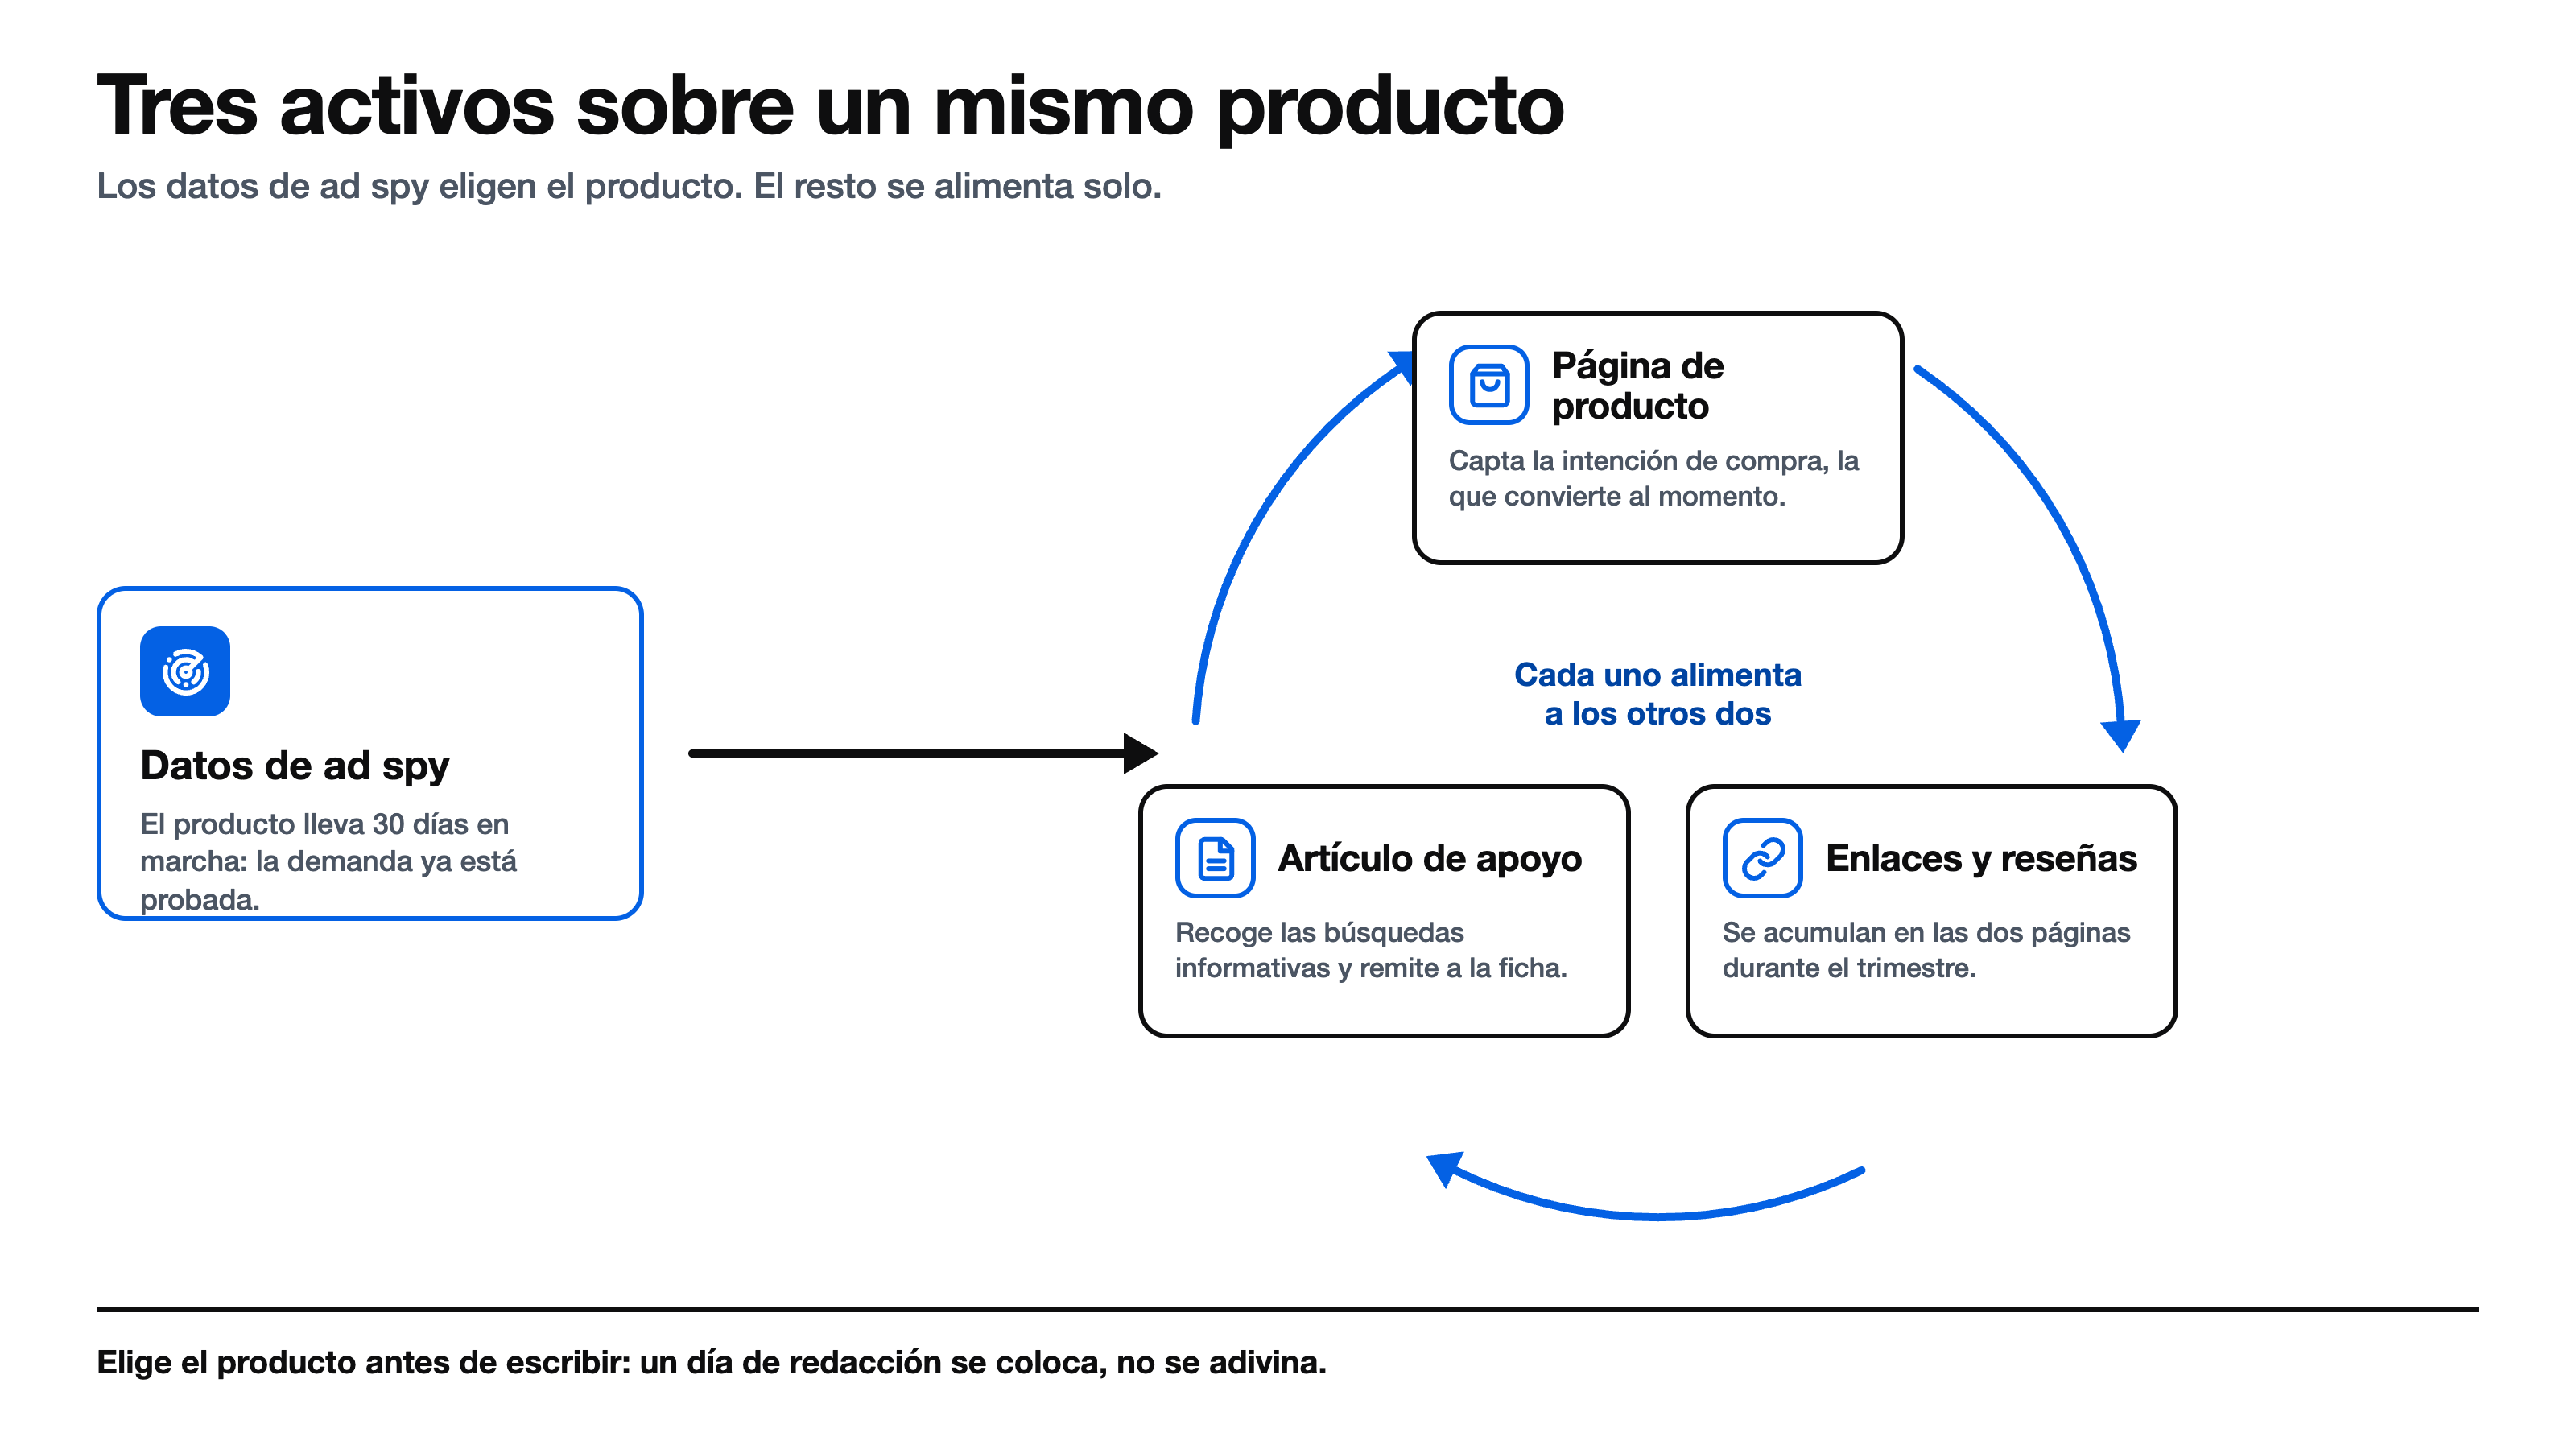 Tres activos sobre un mismo producto
Los datos de ad spy eligen el producto. El resto se alimenta solo.
Página de
producto
Capta la intención de compra, la
que convierte al momento.
Cada uno alimenta
a los otros dos
Datos de ad spy
El producto lleva 30 días en
marcha: la demanda ya está
probada.
Artículo de apoyo
Recoge las búsquedas
informativas y remite a la ficha.
Enlaces y reseñas
Se acumulan en las dos páginas
durante el trimestre.
Elige el producto antes de escribir: un día de redacción se coloca, no se adivina.